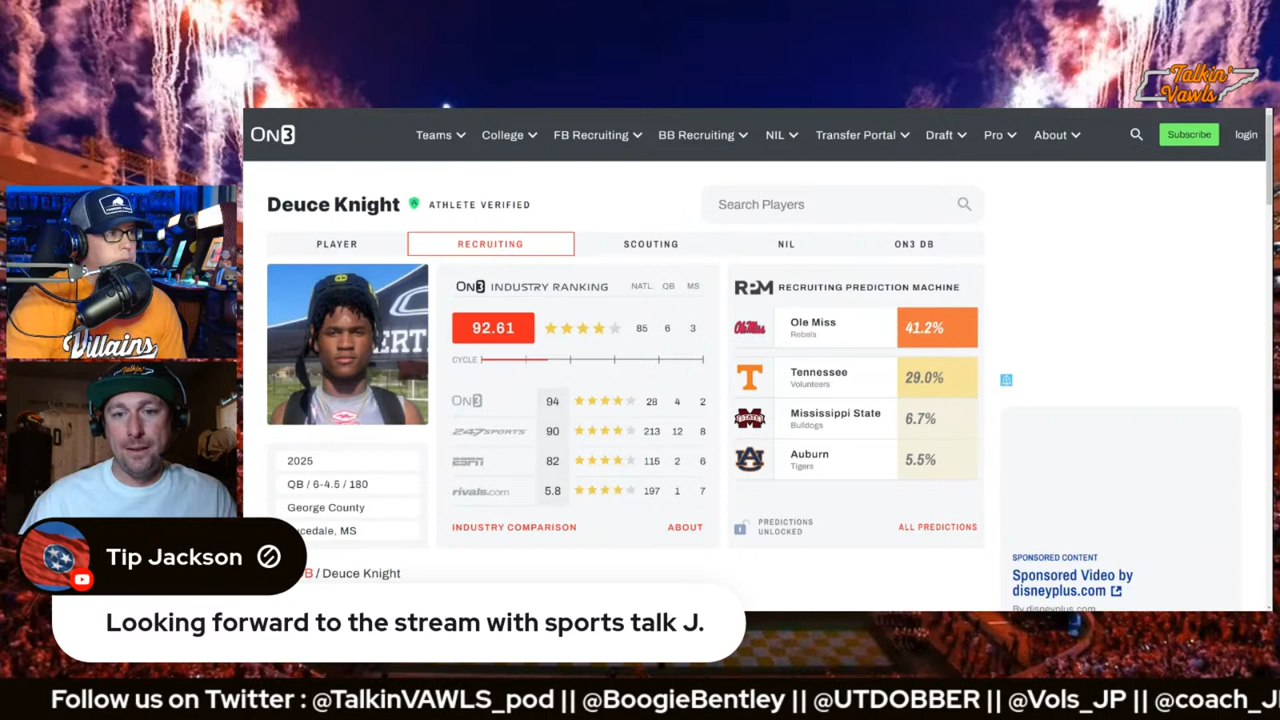 Talkin'
Vawls
ON3
Teams College FB Recruiting BB Recruiting NIL Transfer Portal Draft Pro About Subscribe login
Deuce Knight ATHLETE VERIFIED
Search Players
PLAYER RECRUITING SCOUTING NIL ON3 DB
ON3 INDUSTRY RANKING NATL. QB MS
92.61 85 6 3
CYCLE
ON3 94 28 4 2
247SPORTS 90 213 12 8
ESPN 82 115 2 6
rivals.com 5.8 197 1 7
INDUSTRY COMPARISON ABOUT
RPM RECRUITING PREDICTION MACHINE
Ole Miss
Ole Miss
Rebels
41.2%
Tennessee
Volunteers
29.0%
Mississippi State
Bulldogs
6.7%
Auburn
Tigers
5.5%
PREDICTIONS
UNLOCKED
ALL PREDICTIONS
2025
QB / 6-4.5 / 180
George County
cedale, MS
B / Deuce Knight
SPONSORED CONTENT
Sponsored Video by
disneyplus.com
By disneyplus.com
Villains
Tip Jackson
Looking forward to the stream with sports talk J.
Follow us on Twitter : @TalkinVAWLS_pod || @BoogieBentley || @UTDOBBER || @Vols_JP || @coach_J